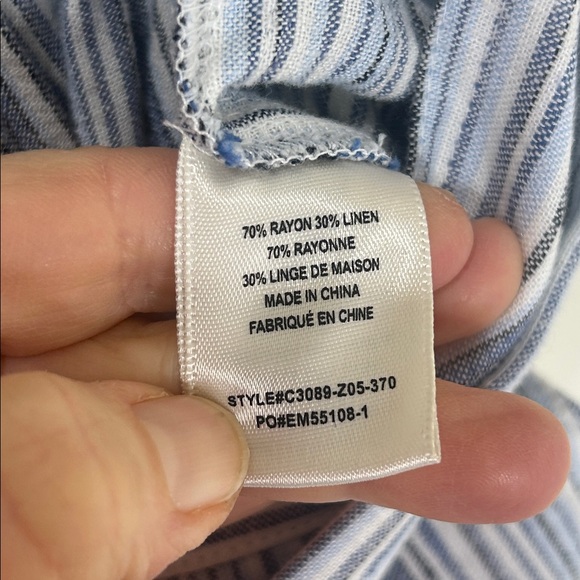 70% RAYON 30% LINEN
70% RAYONNE
30% LINGE DE MAISON
MADE IN CHINA
FABRIQUÉ EN CHINE
STYLE#C3089-Z05-370
PO#EM55108-1